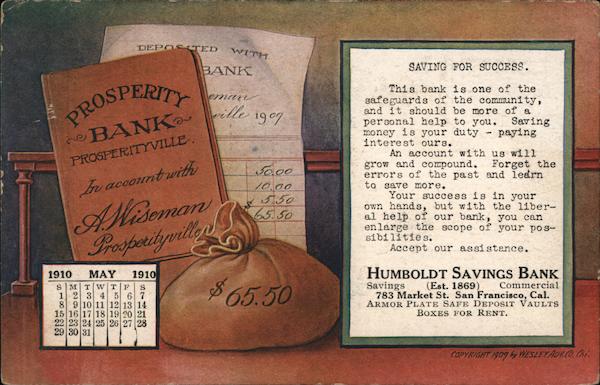 DEPOSITED WITH
BANK
1909
50.00
10.00
5.50
$ 65.50
PROSPERITY
BANK
PROSPERITYVILLE.
In account with
A. Wiseman
Prosperityville
$ 65.50
1910 MAY 1910
S M T W T F S
1 2 3 4 5 6 7
8 9 10 11 12 13 14
15 16 17 18 19 20 21
22 23 24 25 26 27 28
29 30 31
SAVING FOR SUCCESS.
This bank is one of the
safeguards of the community,
and it should be more of a
personal help to you. Saving
money is your duty - paying
interest ours.
An account with us will
grow and compound. Forget the
errors of the past and learn
to save more.
Your success is in your
own hands, but with the liber-
al help of our bank, you can
enlarge the scope of your pos-
sibilities.
Accept our assistance.
HUMBOLDT SAVINGS BANK
Savings (Est. 1869) Commercial
783 Market St. San Francisco, Cal.
ARMOR PLATE SAFE DEPOSIT VAULTS
BOXES FOR RENT.
COPYRIGHT 1909 by WESLEY ADV. CO. CHI.